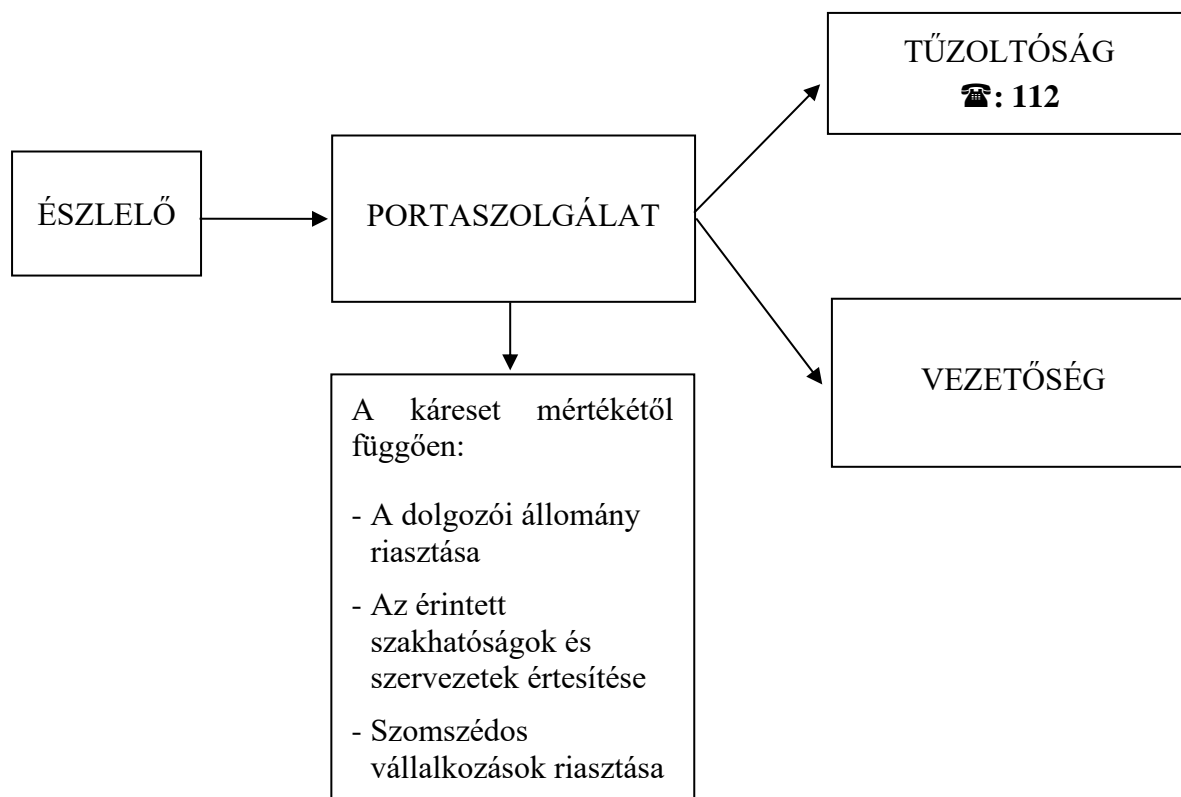 TŰZOLTÓSÁG
☎: 112
ÉSZLELŐ
PORTASZOLGÁLAT
VEZETŐSÉG
A káreset mértékétől
függően:
- A dolgozói állomány
riasztása
- Az érintett
szakhatóságok és
szervezetek értesítése
- Szomszédos
vállalkozások riasztása